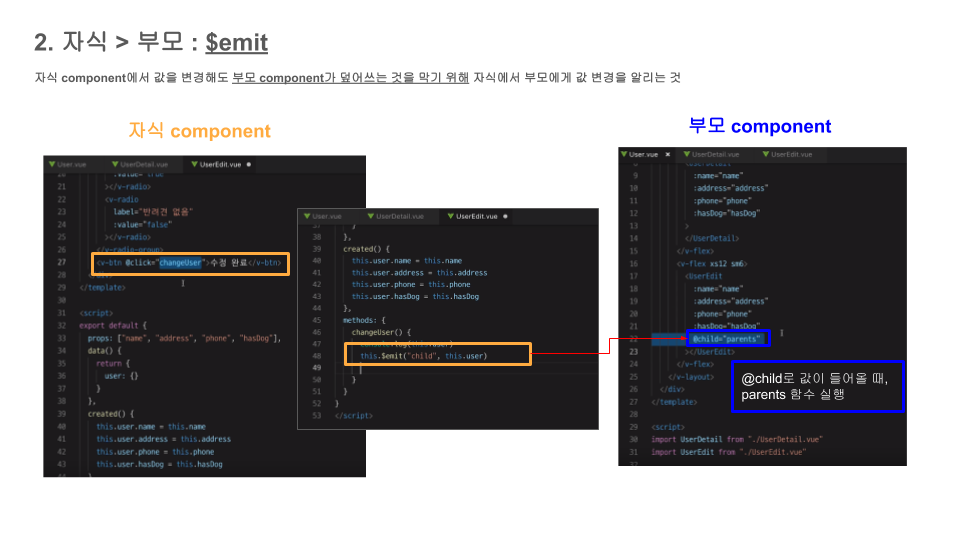 2. 자식 > 부모 : $emit
자식 component에서 값을 변경해도 부모 component가 덮어쓰는 것을 막기 위해 자식에서 부모에게 값 변경을 알리는 것
자식 component
User.vue UserDetail.vue UserEdit.vue
20 :value="true"
21 ></v-radio>
22 <v-radio
23 label="반려견 없음"
24 :value="false"
25 ></v-radio>
26 </v-radio-group>
27 <v-btn @click="changeUser">수정 완료</v-btn>
28
29 </template>
30
31 <script>
32 export default {
33 props: ["name", "address", "phone", "hasDog"],
34 data() {
35 return {
36 user: {}
37 }
38 },
39 created() {
40 this.user.name = this.name
41 this.user.address = this.address
42 this.user.phone = this.phone
43 this.user.hasDog = this.hasDog
44 }
User.vue UserDetail.vue UserEdit.vue
37 }
38 },
39 created() {
40 this.user.name = this.name
41 this.user.address = this.address
42 this.user.phone = this.phone
43 this.user.hasDog = this.hasDog
44 },
45 methods: {
46 changeUser() {
47 console.log(this.user)
48 this.$emit("child", this.user)
49
50 }
51 }
52 }
53 </script>
부모 component
User.vue UserDetail.vue UserEdit.vue
8 <UserDetail
9 :name="name"
10 :address="address"
11 :phone="phone"
12 :hasDog="hasDog"
13 >
14 </UserDetail>
15 </v-flex>
16 <v-flex xs12 sm6>
17 <UserEdit
18 :name="name"
19 :address="address"
20 :phone="phone"
21 :hasDog="hasDog"
22 @child="parents"
23 ></UserEdit>
24 </v-flex>
25 </v-layout>
26 </div>
27 </template>
28
29 <script>
30 import UserDetail from "./UserDetail.vue"
31 import UserEdit from "./UserEdit.vue"
32
@child로 값이 들어올 때,
parents 함수 실행